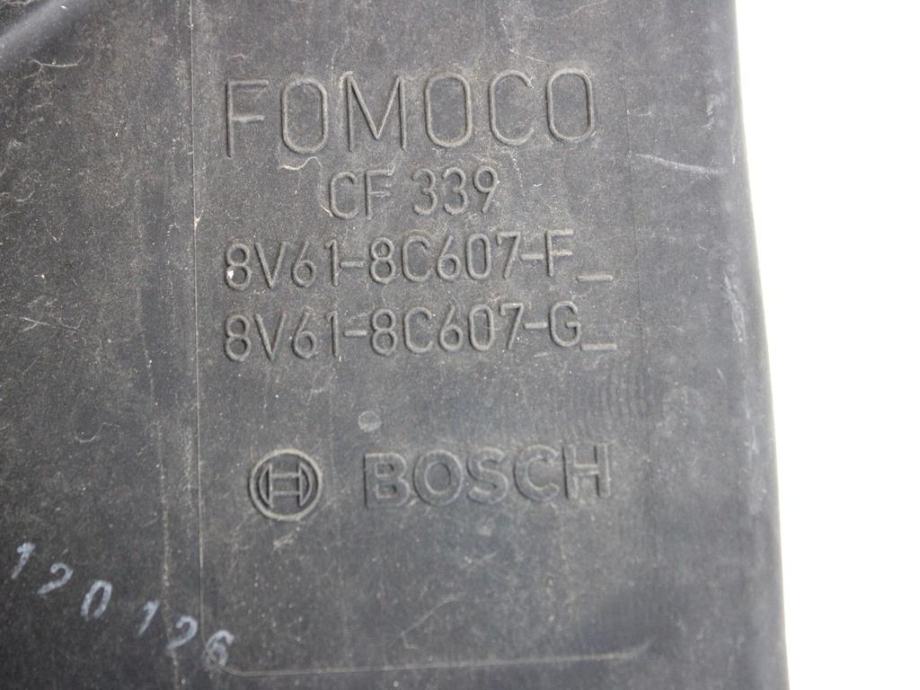 FOMOCO
CF 339
8V61-8C607-F_
8V61-8C607-G_
BOSCH
120126